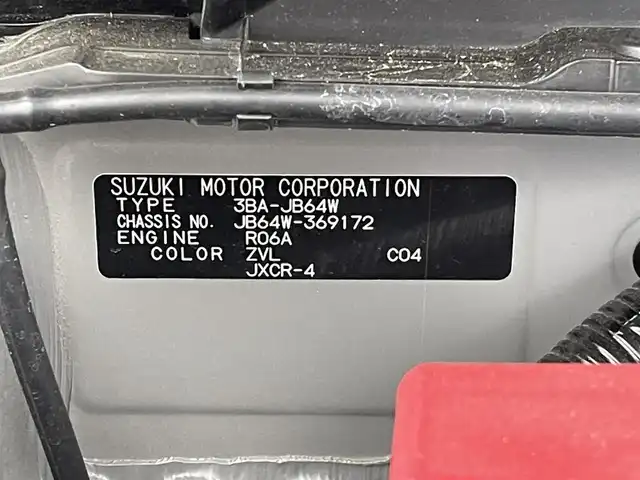 SUZUKI MOTOR CORPORATION
TYPE 3BA-JB64W
CHASSIS NO. JB64W-369172
ENGINE R06A
COLOR ZVL C04
JXCR-4